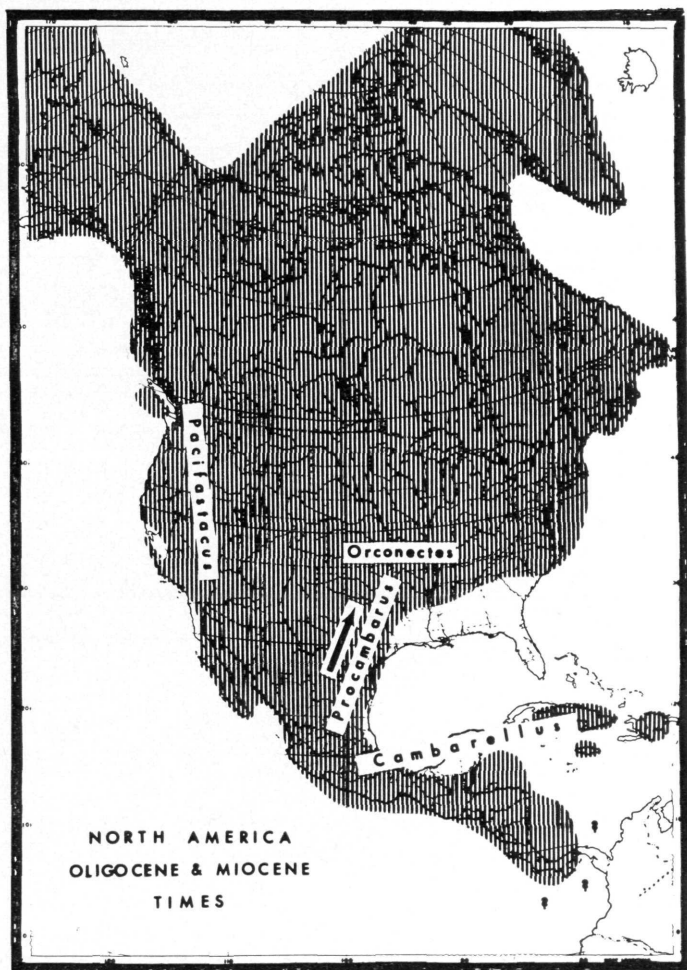 Pacifastacus
Orconectes
Procambarus
Cambarellus
NORTH AMERICA
OLIGOCENE & MIOCENE
TIMES